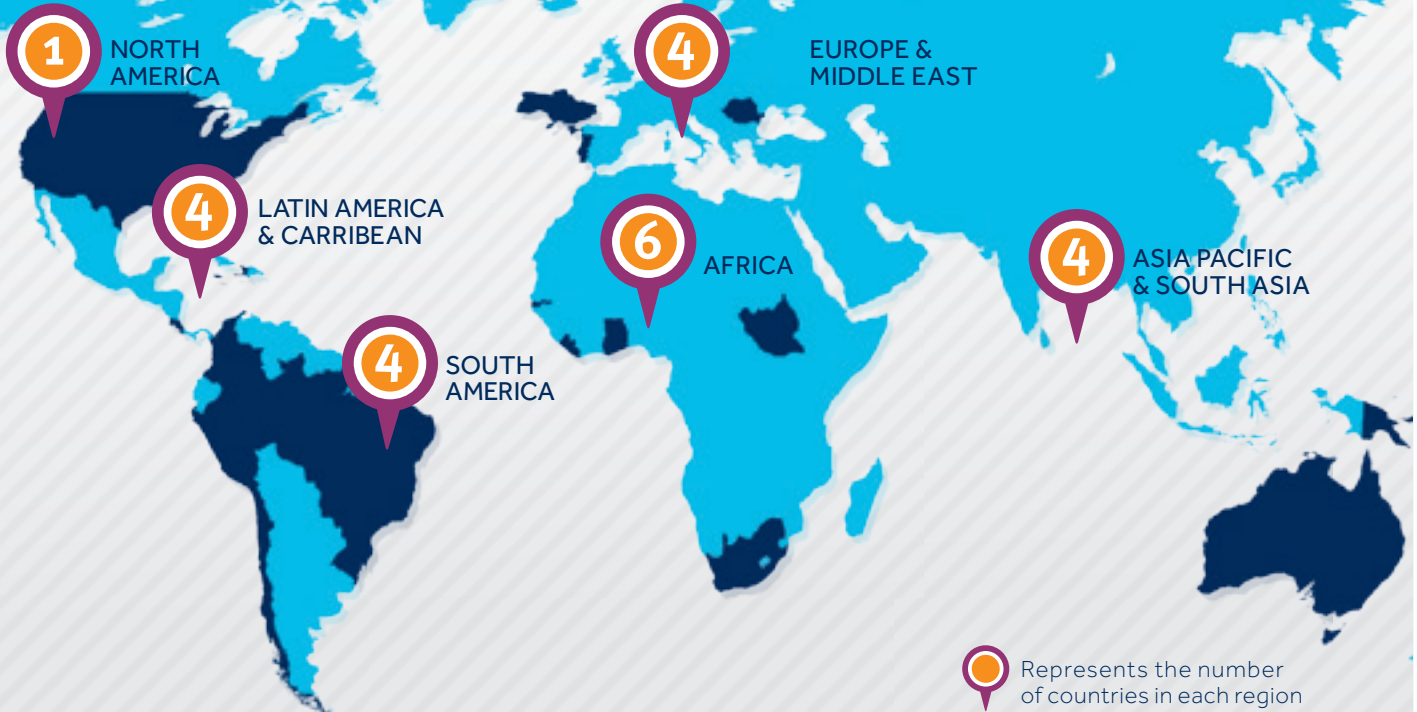 1
NORTH
AMERICA
4
EUROPE &
MIDDLE EAST
4
LATIN AMERICA
& CARRIBEAN
6
AFRICA
4
ASIA PACIFIC
& SOUTH ASIA
4
SOUTH
AMERICA
Represents the number
of countries in each region